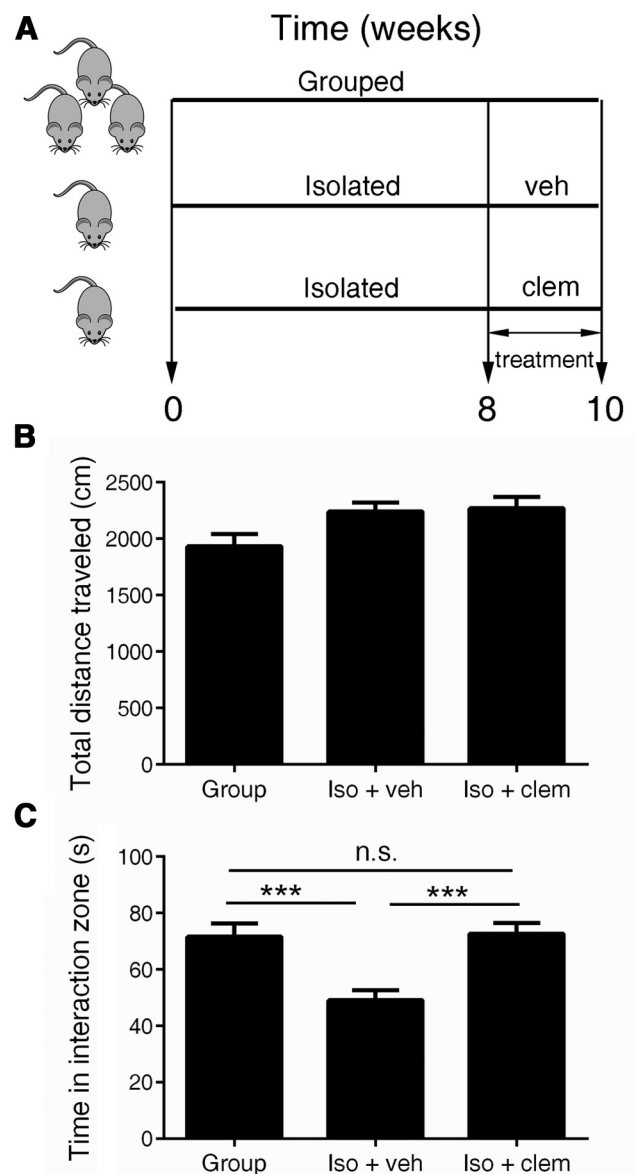 A
Time (weeks)
Grouped
Isolated veh
Isolated clem
treatment
0 8 10
B
Total distance traveled (cm)
2500
2000
1500
1000
500
0
Group Iso + veh Iso + clem
C
Time in interaction zone (s)
n.s.
*** ***
100
80
60
40
20
0
Group Iso + veh Iso + clem